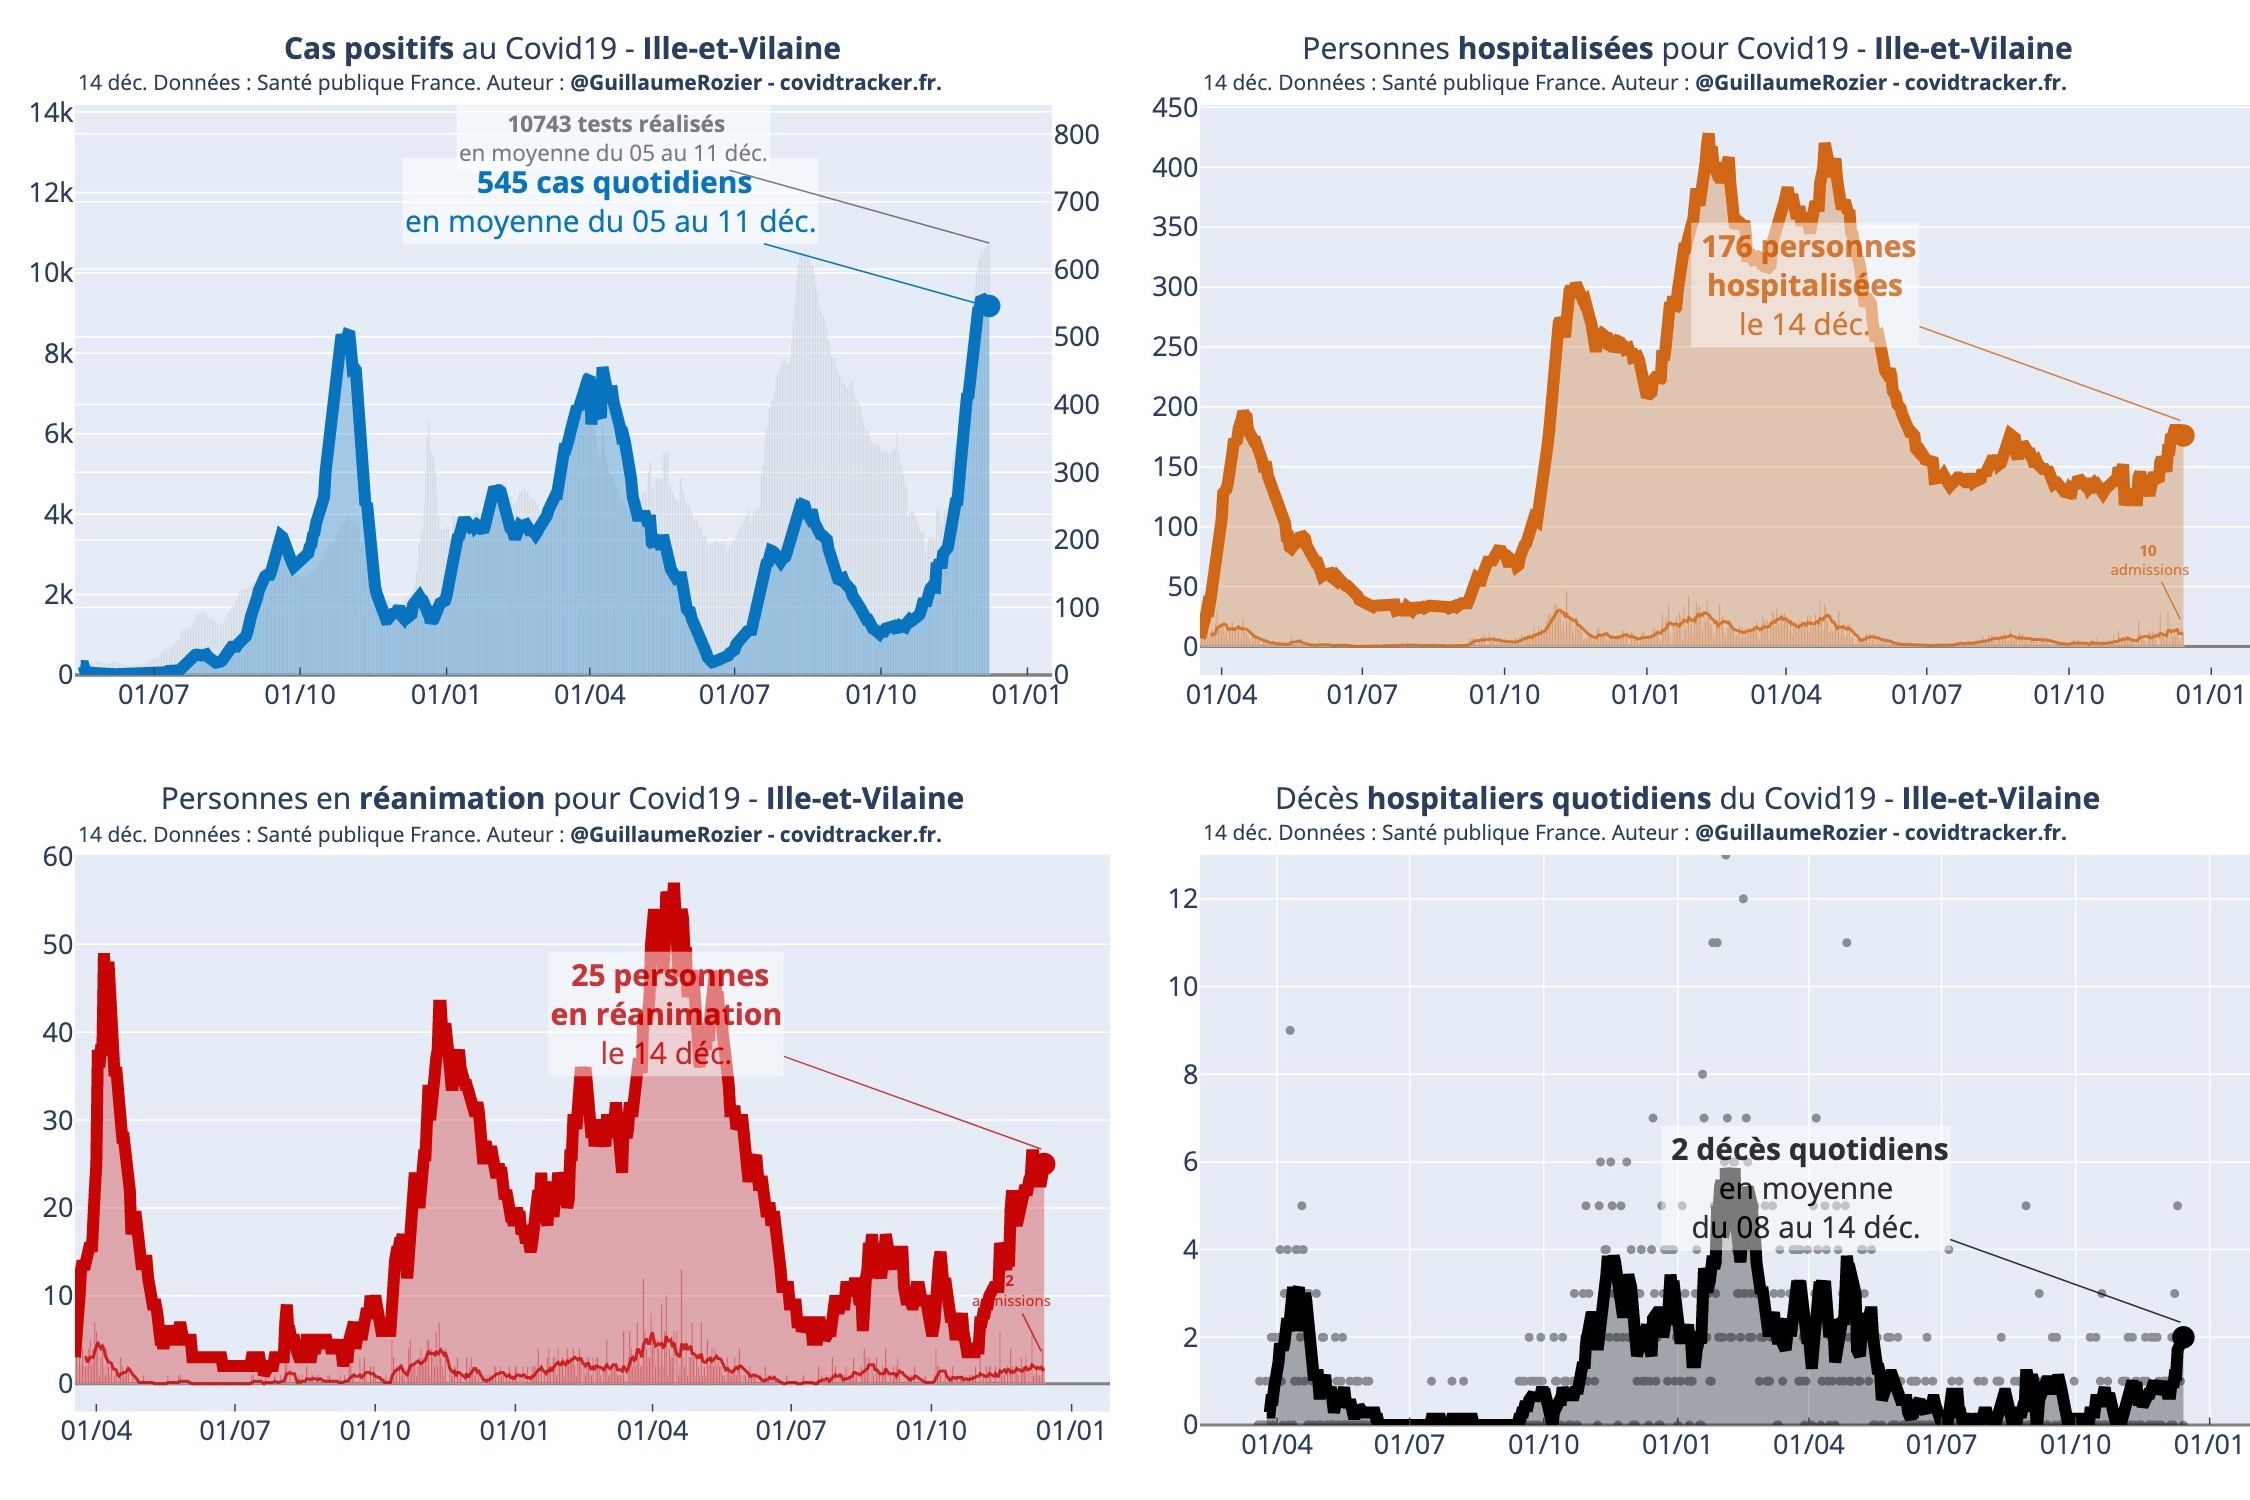 Cas positifs au Covid19 - Ille-et-Vilaine
14 déc. Données : Santé publique France. Auteur : @GuillaumeRozier - covidtracker.fr.
14k
12k
10k
8k
6k
4k
2k
0
10743 tests réalisés
en moyenne du 05 au 11 déc.
545 cas quotidiens
en moyenne du 05 au 11 déc.
800
700
600
500
400
300
200
100
0
01/07 01/10 01/01 01/04 01/07 01/10 01/01
Personnes hospitalisées pour Covid19 - Ille-et-Vilaine
14 déc. Données : Santé publique France. Auteur : @GuillaumeRozier - covidtracker.fr.
450
400
350
300
250
200
150
100
50
0
176 personnes
hospitalisées
le 14 déc.
10
admissions
01/04 01/07 01/10 01/01 01/04 01/07 01/10 01/01
Personnes en réanimation pour Covid19 - Ille-et-Vilaine
14 déc. Données : Santé publique France. Auteur : @GuillaumeRozier - covidtracker.fr.
60
50
40
30
20
10
0
25 personnes
en réanimation
le 14 déc.
2
admissions
01/04 01/07 01/10 01/01 01/04 01/07 01/10 01/01
Décès hospitaliers quotidiens du Covid19 - Ille-et-Vilaine
14 déc. Données : Santé publique France. Auteur : @GuillaumeRozier - covidtracker.fr.
12
10
8
6
4
2
0
2 décès quotidiens
en moyenne
du 08 au 14 déc.
01/04 01/07 01/10 01/01 01/04 01/07 01/10 01/01